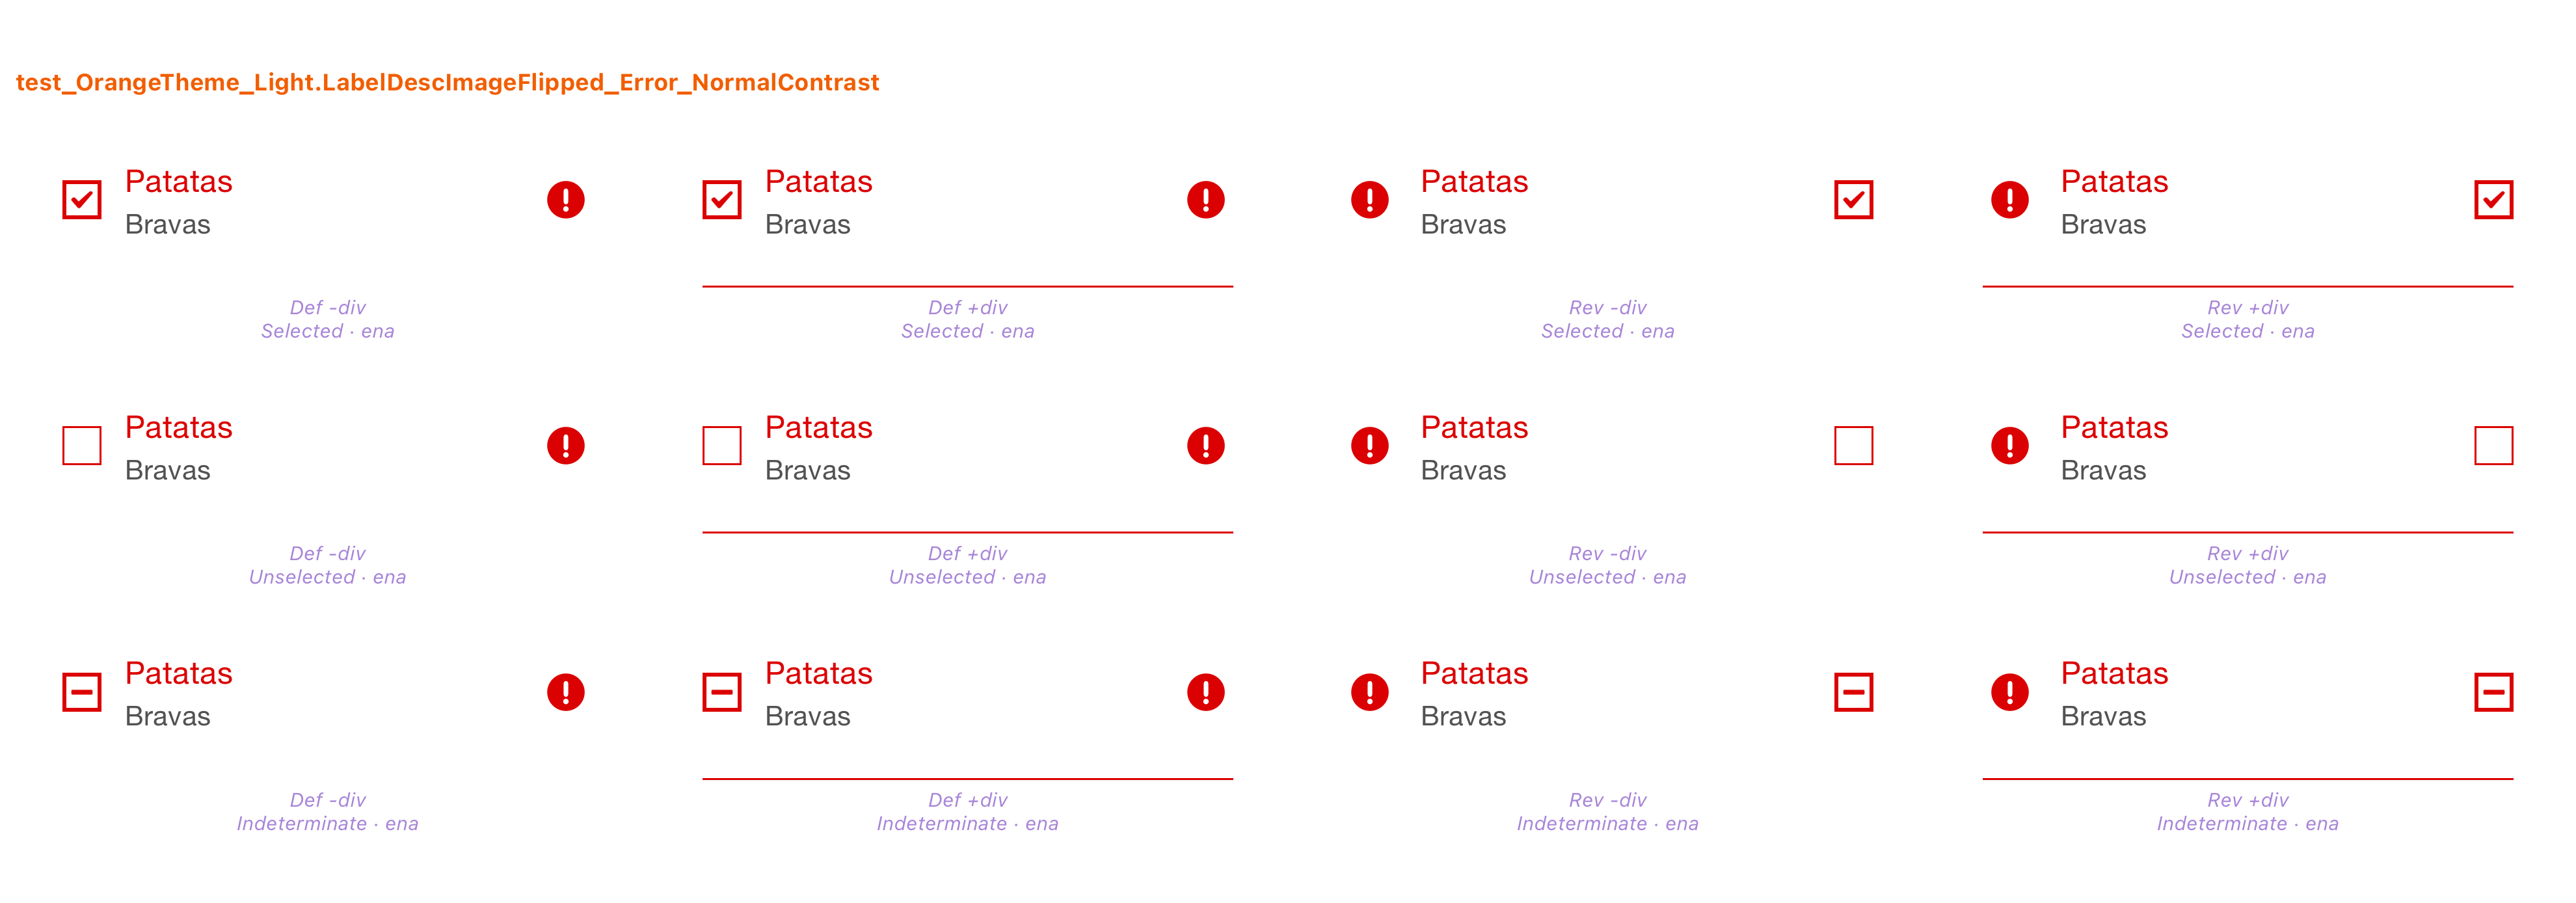 test_OrangeTheme_Light.LabelDescImageFlipped_Error_NormalContrast
Patatas
Bravas
Def -div
Selected · ena
Patatas
Bravas
Def +div
Selected · ena
Patatas
Bravas
Rev -div
Selected · ena
Patatas
Bravas
Rev +div
Selected · ena
Patatas
Bravas
Def -div
Unselected · ena
Patatas
Bravas
Def +div
Unselected · ena
Patatas
Bravas
Rev -div
Unselected · ena
Patatas
Bravas
Rev +div
Unselected · ena
Patatas
Bravas
Def -div
Indeterminate · ena
Patatas
Bravas
Def +div
Indeterminate · ena
Patatas
Bravas
Rev -div
Indeterminate · ena
Patatas
Bravas
Rev +div
Indeterminate · ena